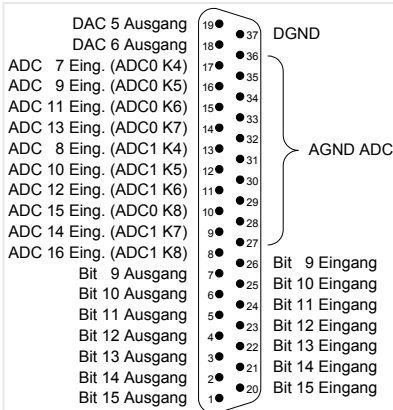 DAC 5 Ausgang 19 37 DGND
DAC 6 Ausgang 18 36
ADC 7 Eing. (ADC0 K4) 17 35
ADC 9 Eing. (ADC0 K5) 16 34
ADC 11 Eing. (ADC0 K6) 15 33
ADC 13 Eing. (ADC0 K7) 14 32
ADC 8 Eing. (ADC1 K4) 13 31 AGND ADC
ADC 10 Eing. (ADC1 K5) 12 30
ADC 12 Eing. (ADC1 K6) 11 29
ADC 15 Eing. (ADC0 K8) 10 28
ADC 14 Eing. (ADC1 K7) 9 27
ADC 16 Eing. (ADC1 K8) 8 26 Bit 9 Eingang
Bit 9 Ausgang 7 25 Bit 10 Eingang
Bit 10 Ausgang 6 24 Bit 11 Eingang
Bit 11 Ausgang 5 23 Bit 12 Eingang
Bit 12 Ausgang 4 22 Bit 13 Eingang
Bit 13 Ausgang 3 21 Bit 14 Eingang
Bit 14 Ausgang 2 20 Bit 15 Eingang
Bit 15 Ausgang 1